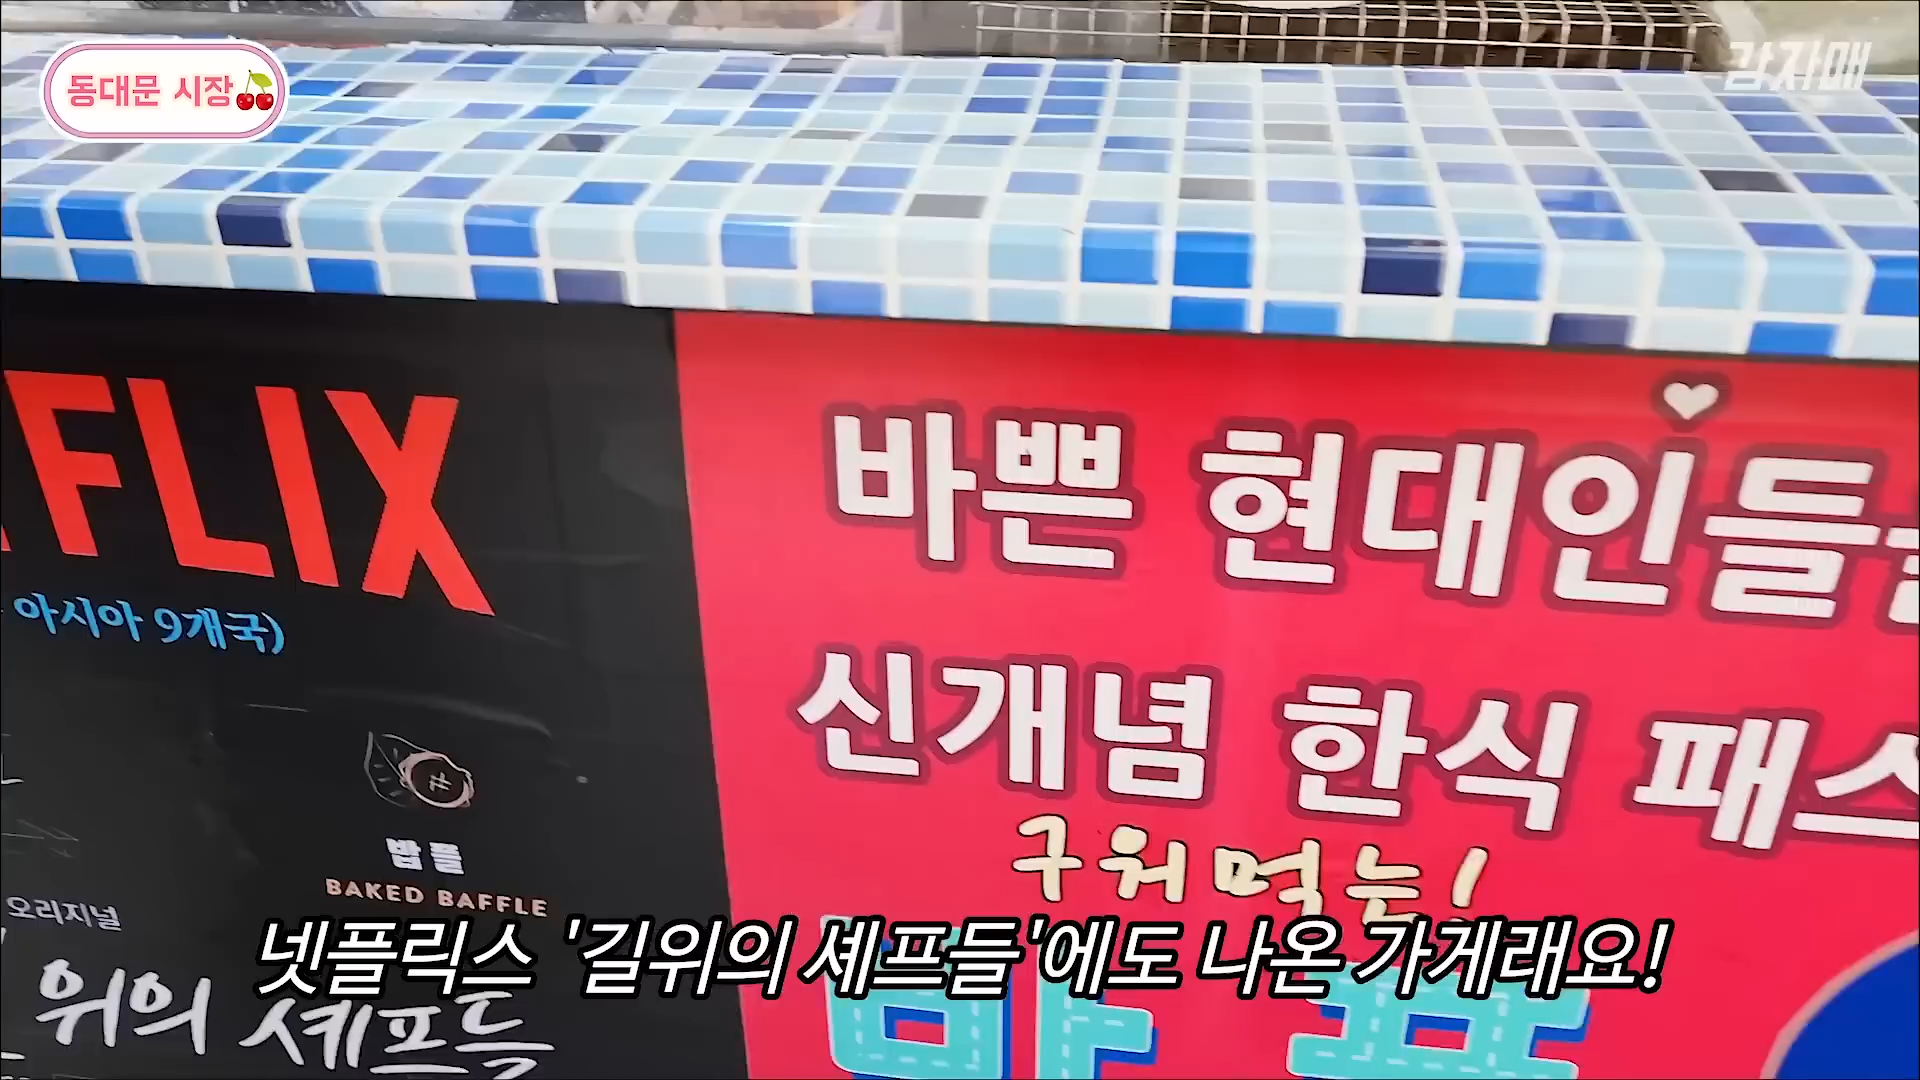 동대문 시장
감자매
FLIX
아시아 9개국)
밥플
BAKED BAFFLE
오리지널
위의 셰프들
바쁜 현대인들
신개념 한식 패스
구워 먹는!
넷플릭스 '길위의 셰프들'에도 나온 가게래요!